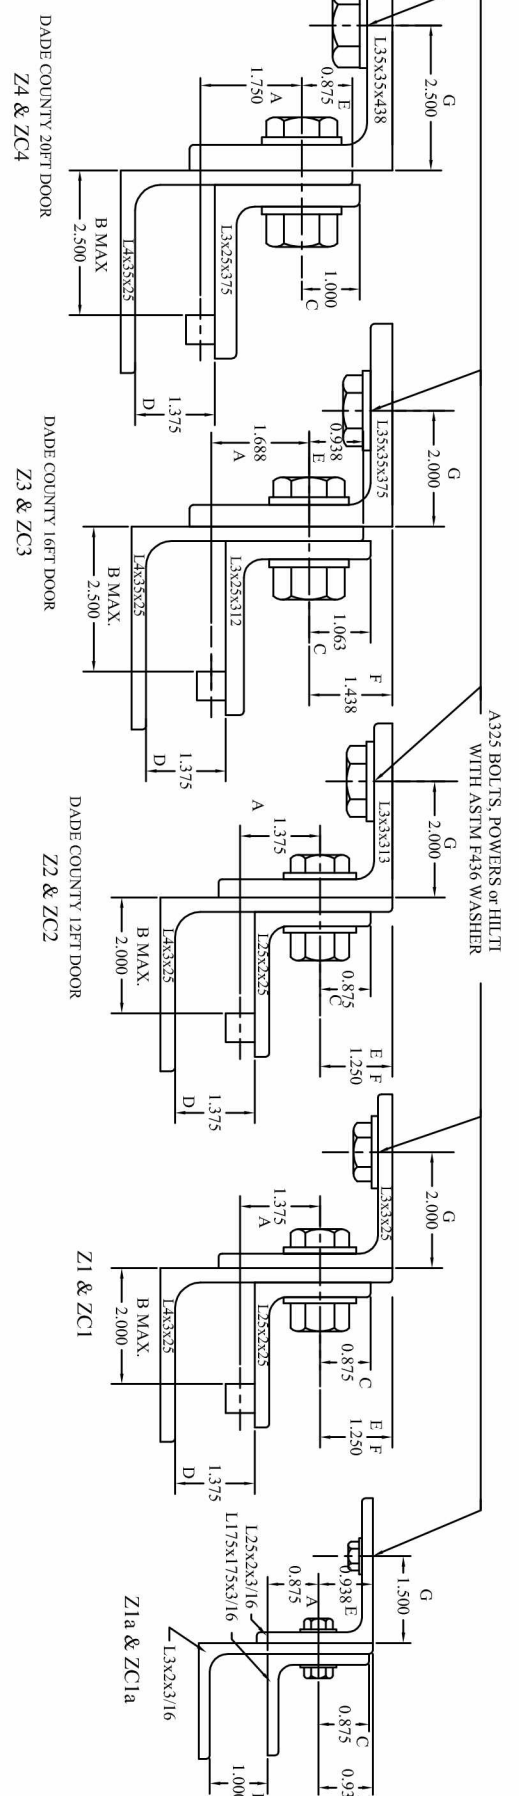 A325 BOLTS, POWERS or HILTI
WITH ASTM F436 WASHER
G
2.500
L35x35x438
0.875
E
1.750
A
1.000
C
L3x25x375
L4x35x25
B MAX
2.500
1.375
D
DADE COUNTY 20FT DOOR
Z4 & ZC4
G
2.000
L35x35x375
0.938
E
1.688
A
1.063
C
F
1.438
L3x25x312
L4x35x25
B MAX.
2.500
1.375
D
DADE COUNTY 16FT DOOR
Z3 & ZC3
G
2.000
L3x3x313
A
1.375
0.875
C
E F
1.250
L25x2x25
L4x3x25
B MAX.
2.000
1.375
D
DADE COUNTY 12FT DOOR
Z2 & ZC2
G
2.000
L3x3x25
1.375
A
C
0.875
E F
1.250
L25x2x25
L4x3x25
B MAX.
2.000
1.375
D
Z1 & ZC1
G
1.500
0.938
E
A
0.875
L25x2x3/16
L175x175x3/16
C
0.875
L3x2x3/16
Z1a & ZC1a